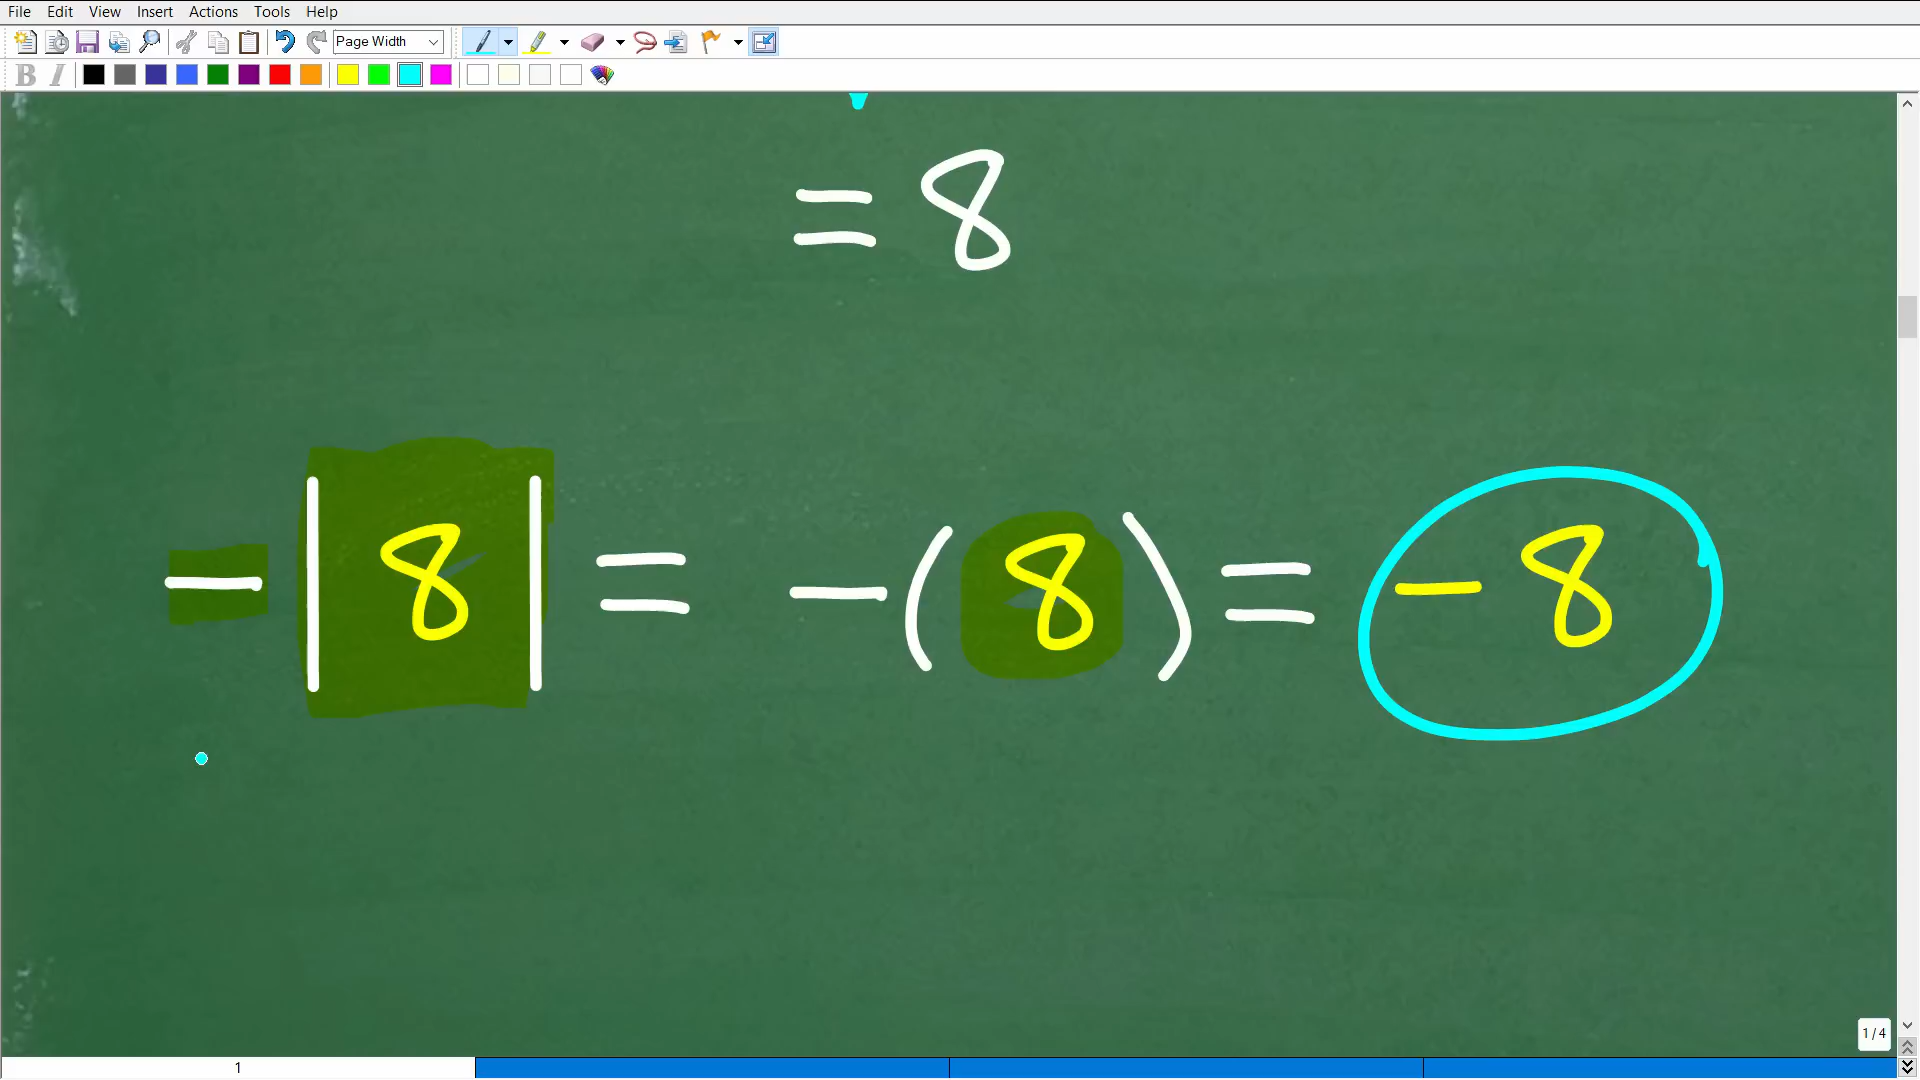 File Edit View Insert Actions Tools Help
Page Width
B I
= 8
-|8| = -(8) = -8
1 / 4
1